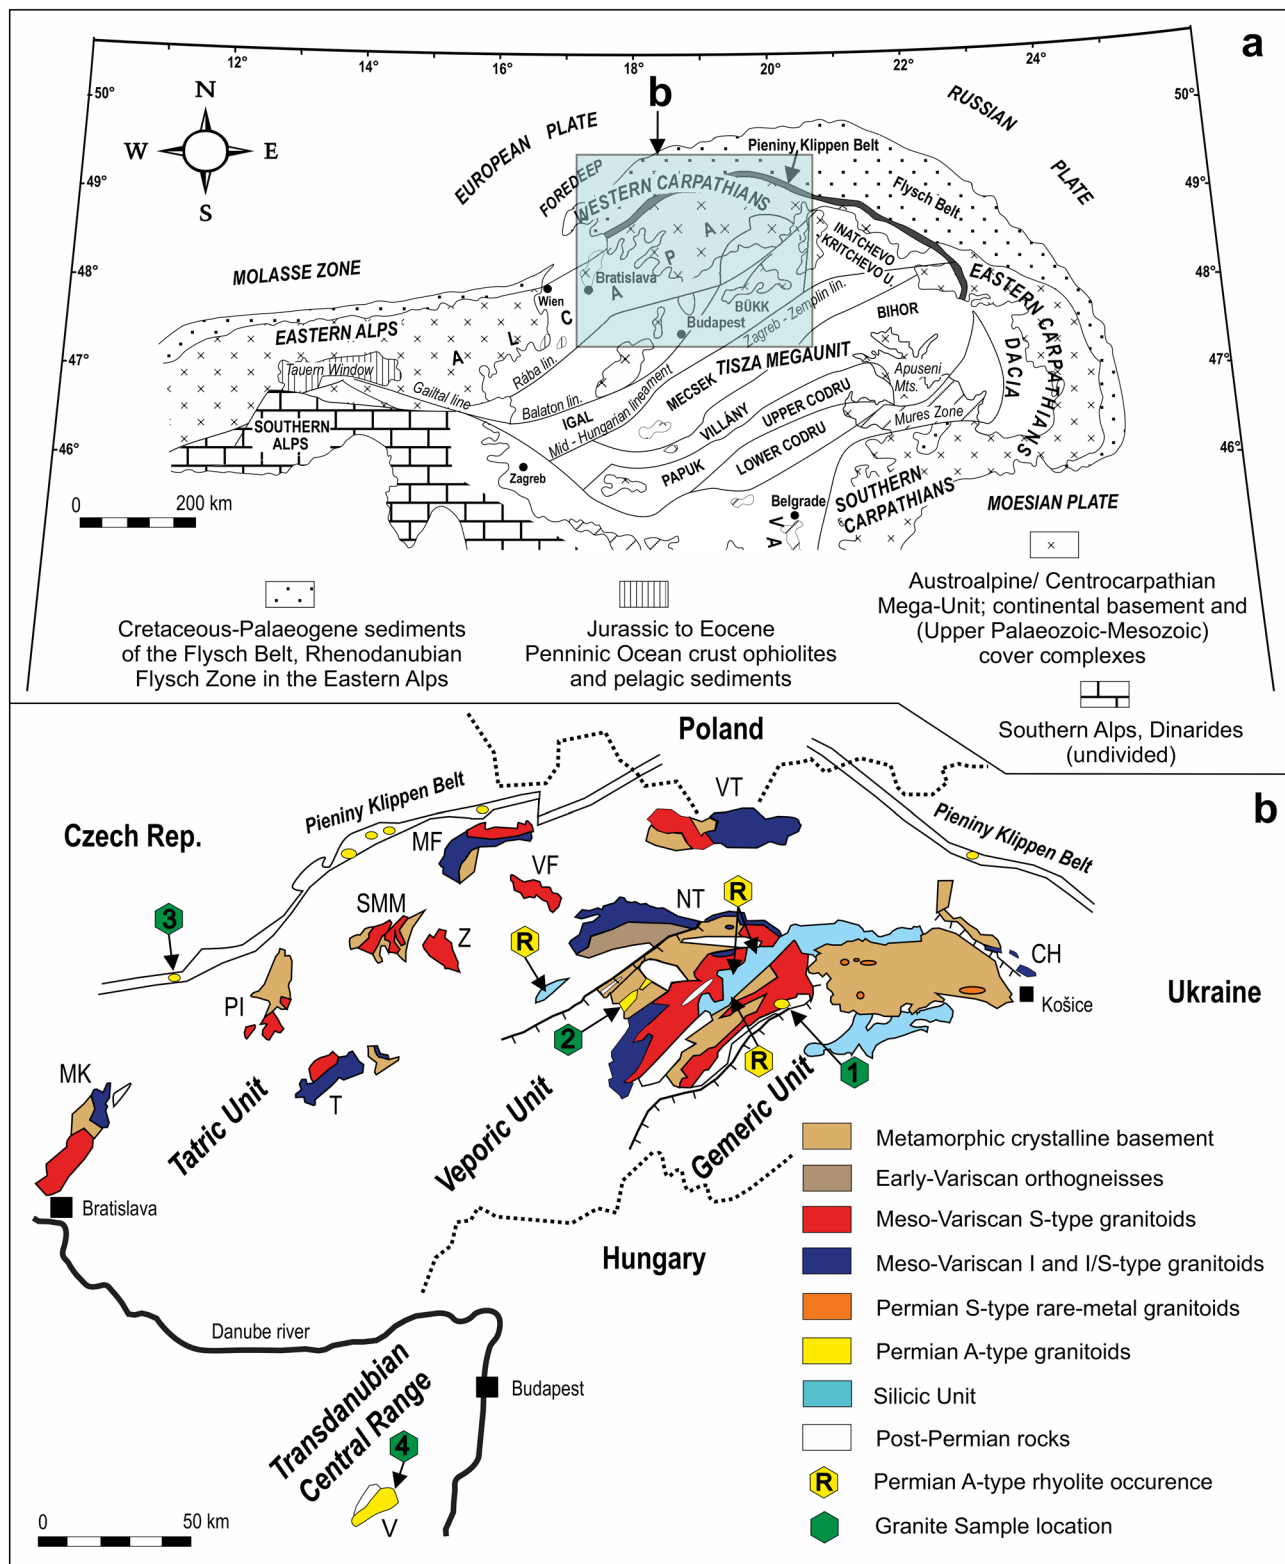 a
12°
14°
16°
18°
20°
22°
24°
50°
50°
49°
49°
48°
48°
47°
47°
46°
46°
N
W
E
S
b
EUROPEAN PLATE
RUSSIAN
PLATE
FOREDEEP
Pieniny Klippen Belt
WESTERN CARPATHIANS
Flysch Belt
INATCHEVO
KRITCHEVO U.
EASTERN CARPATHIANS
MOLASSE ZONE
Bratislava
Wien
BÜKK
Budapest
Zagreb - Zemplin lin.
BIHOR
EASTERN ALPS
A L C A P A
Tauern Window
Rába lin.
TISZA MEGAUNIT
DACIA
Apuseni
Mts.
Gailtal line
Balaton lin.
IGAL
Mid - Hungarian lineament
MECSEK
VILLÁNY
UPPER CODRU
Mures Zone
SOUTHERN
ALPS
PAPUK
LOWER CODRU
Zagreb
Belgrade
SOUTHERN
CARPATHIANS
MOESIAN PLATE
V A
0
200 km
Cretaceous-Palaeogene sediments
of the Flysch Belt, Rhenodanubian
Flysch Zone in the Eastern Alps
Jurassic to Eocene
Penninic Ocean crust ophiolites
and pelagic sediments
Austroalpine/ Centrocarpathian
Mega-Unit; continental basement and
(Upper Palaeozoic-Mesozoic)
cover complexes
Southern Alps, Dinarides
(undivided)
b
Poland
Czech Rep.
Pieniny Klippen Belt
Pieniny Klippen Belt
VT
MF
VF
SMM
Z
NT
R
R
3
PI
CH
Košice
Ukraine
2
R
1
MK
T
Tatric Unit
Veporic Unit
Gemeric Unit
Bratislava
Hungary
Danube river
Budapest
Transdanubian
Central Range
4
V
0
50 km
Metamorphic crystalline basement
Early-Variscan orthogneisses
Meso-Variscan S-type granitoids
Meso-Variscan I and I/S-type granitoids
Permian S-type rare-metal granitoids
Permian A-type granitoids
Silicic Unit
Post-Permian rocks
R
Permian A-type rhyolite occurence
Granite Sample location